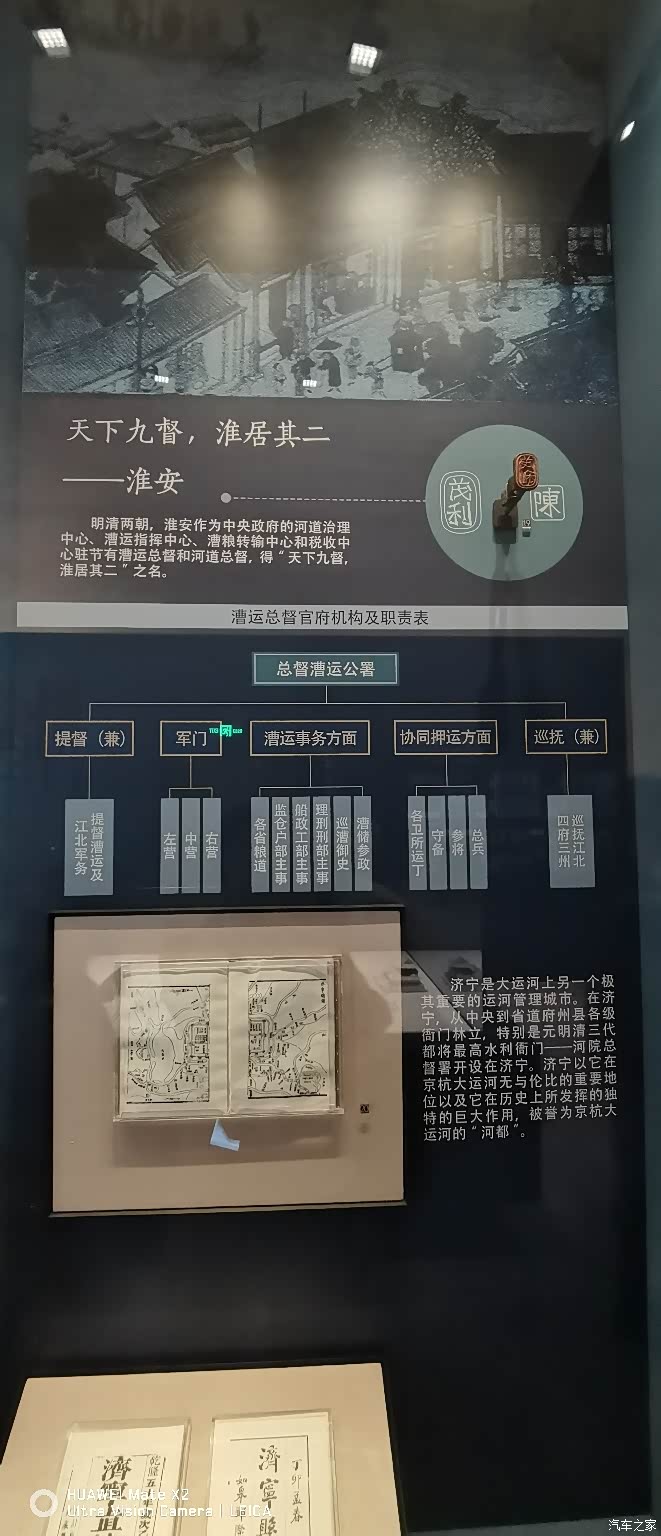 天下九督，淮居其二
——淮安
茂利
陳
19
明清两朝，淮安作为中央政府的河道治理
中心、漕运指挥中心、漕粮转输中心和税收中
心驻节有漕运总督和河道总督，得“天下九督，
淮居其二”之名。
漕运总督官府机构及职责表
总督漕运公署
提督（兼）
军门
漕运事务方面
协同押运方面
巡抚（兼）
提督漕运及
江北军务
左营
中营
右营
各省粮道
监仓户部主事
船政工部主事
理刑刑部主事
巡漕御史
漕储参政
各卫所运丁
守备
参将
总兵
巡抚江北
四府三州
济宁是大运河上另一个极
其重要的运河管理城市。在济
宁，从中央到省道府州县各级
衙门林立，特别是元明清三代
都将最高水利衙门——河院总
督署开设在济宁。济宁以它在
京杭大运河无与伦比的重要地
位以及它在历史上所发挥的独
特的巨大作用，被誉为京杭大
运河的“河都”。
20
濟寧直
濟寧縣
丁卯孟春
HUAWEI Mate X2
Ultra Vision Camera | LEICA
汽车之家